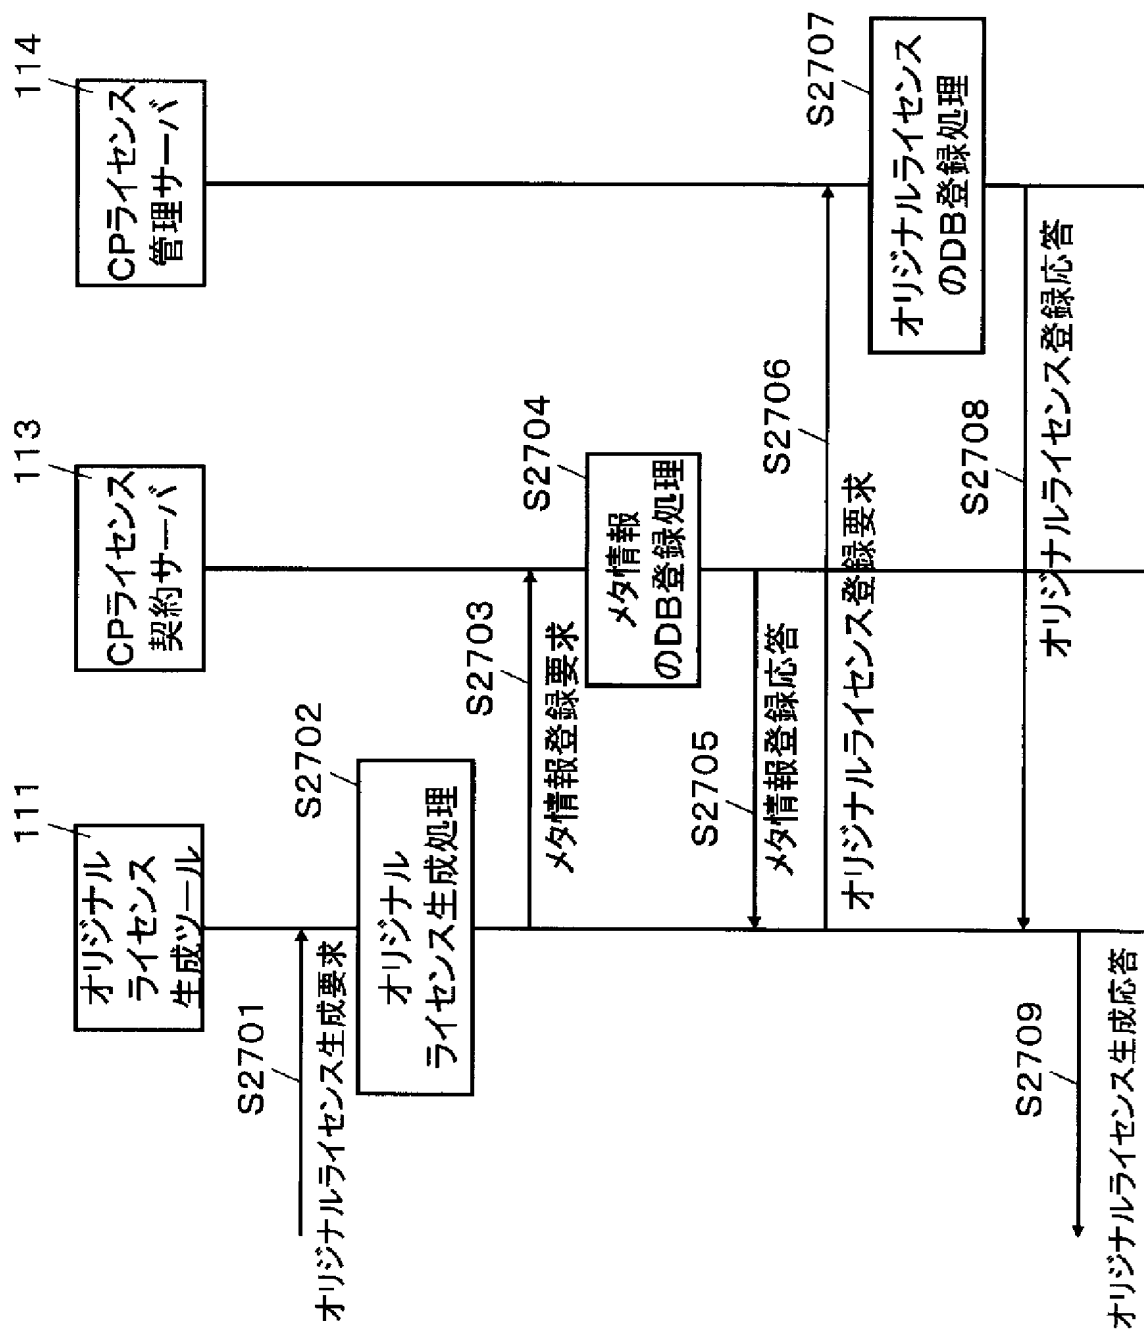 111
オリジナル
ライセンス
生成ツール
113
CPライセンス
契約サーバ
114
CPライセンス
管理サーバ
S2701
オリジナルライセンス生成要求
S2702
オリジナル
ライセンス生成処理
S2703
メタ情報登録要求
S2704
メタ情報
のDB登録処理
S2705
メタ情報登録応答
S2706
オリジナルライセンス登録要求
S2707
オリジナルライセンス
のDB登録処理
S2708
オリジナルライセンス登録応答
S2709
オリジナルライセンス生成応答